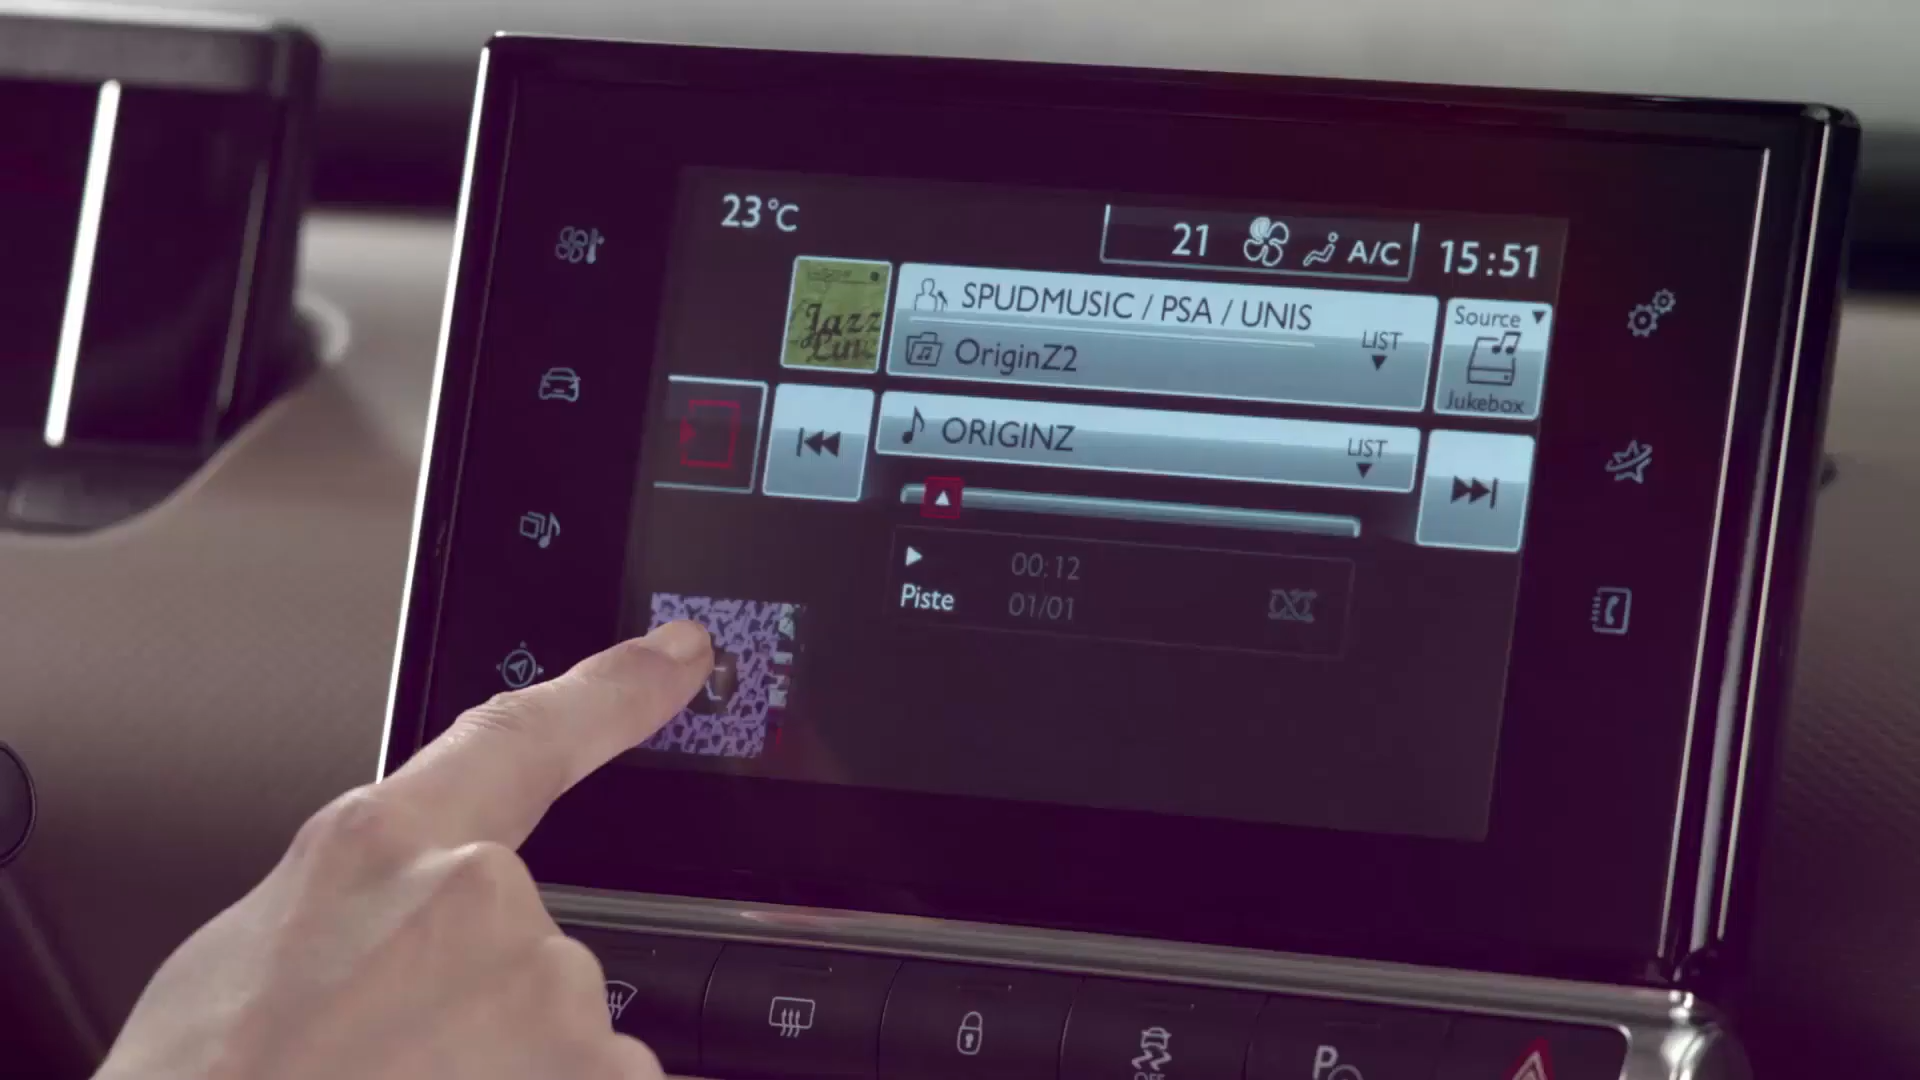 23°C
21 A/C 15:51
Jazz
SPUDMUSIC / PSA / UNIS
OriginZ2
LIST
Source
Jukebox
ORIGINZ
LIST
00:12
Piste 01/01
OFF
P